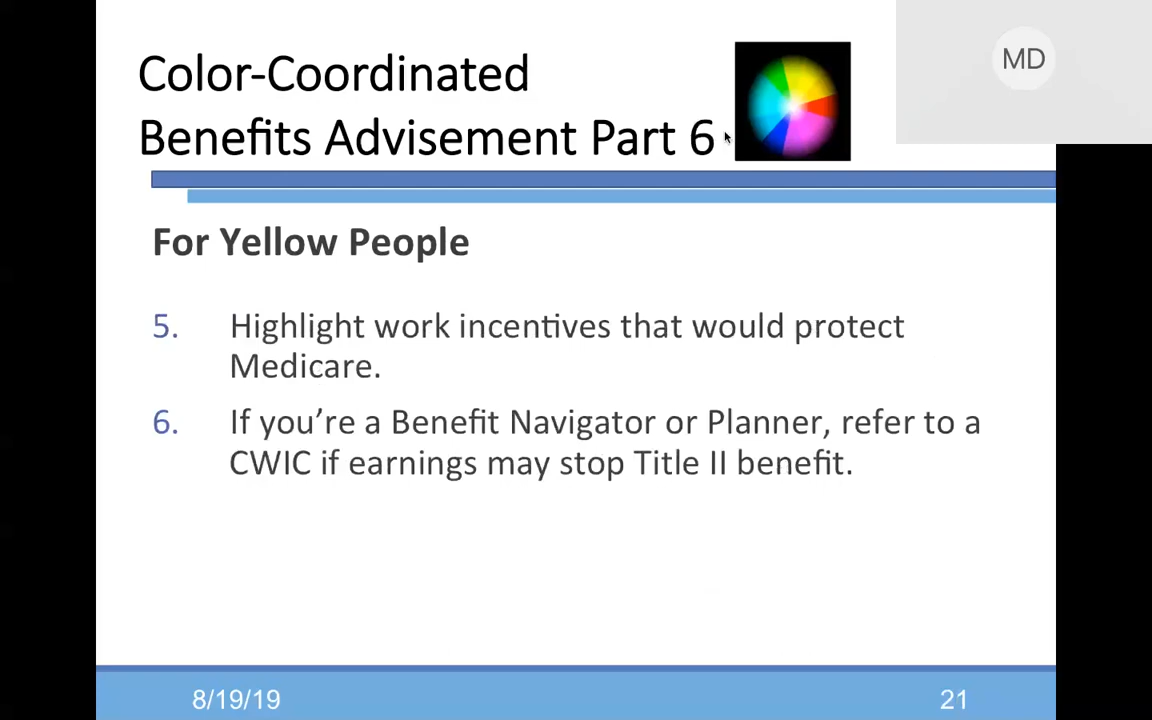 Color-Coordinated
Benefits Advisement Part 6
MD
For Yellow People
5. Highlight work incentives that would protect
Medicare.
6. If you’re a Benefit Navigator or Planner, refer to a
CWIC if earnings may stop Title II benefit.
8/19/19
21